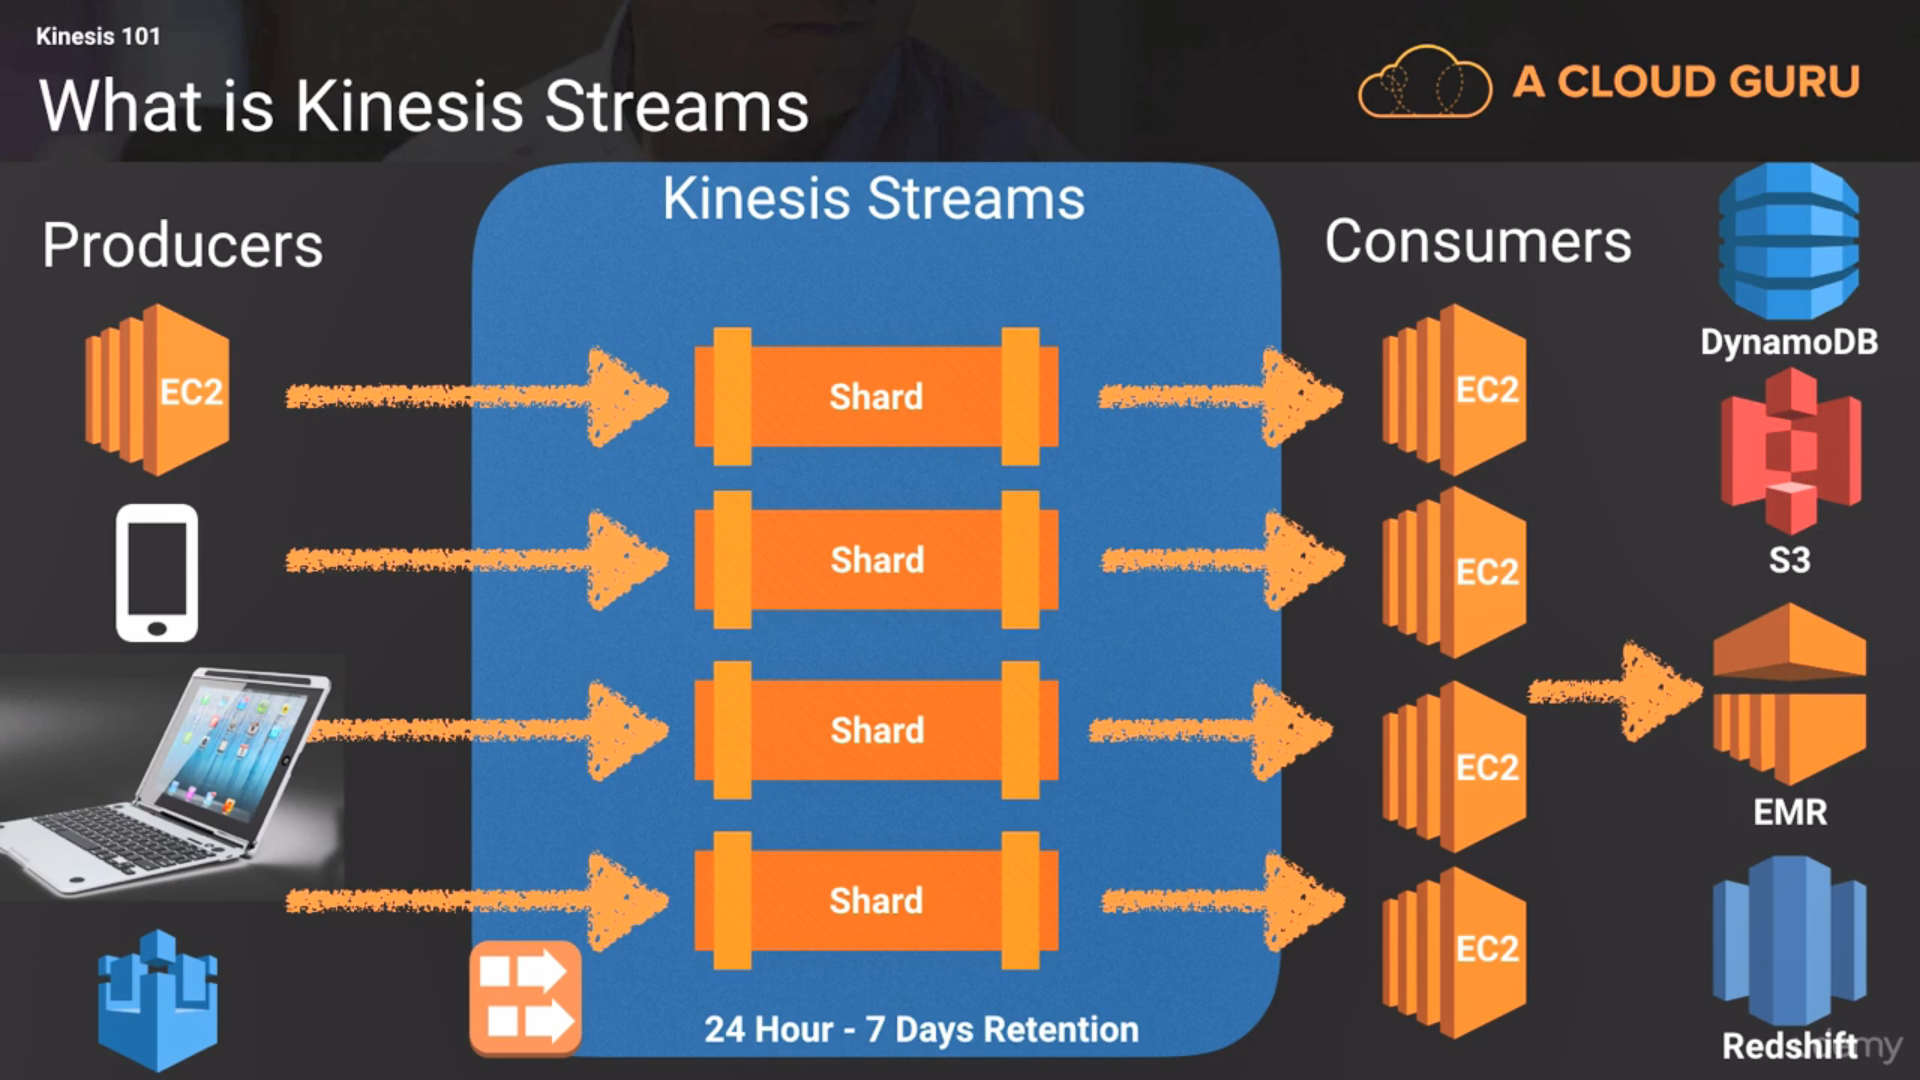 Kinesis 101
What is Kinesis Streams
A CLOUD GURU
Kinesis Streams
Producers
Consumers
DynamoDB
EC2
Shard
EC2
S3
Shard
EC2
Shard
EC2
EMR
Shard
EC2
24 Hour - 7 Days Retention
Redshift